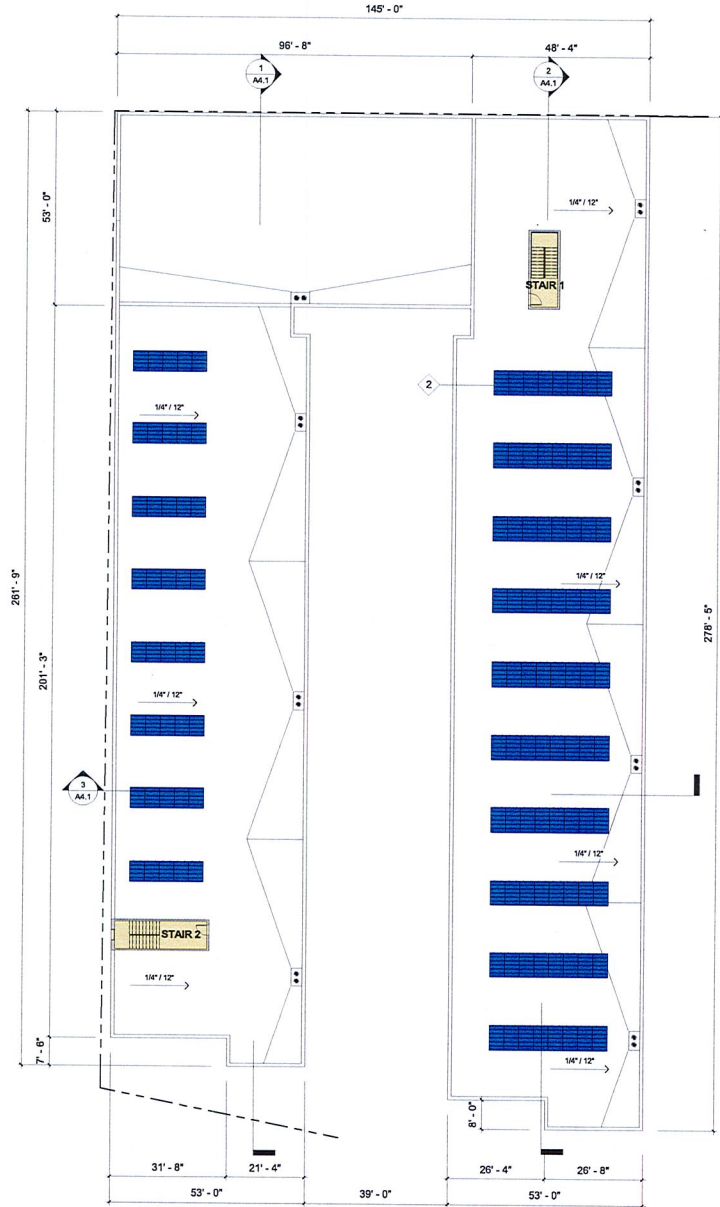 145' - 0"
96' - 8"
48' - 4"
1
A4.1
2
A4.1
53' - 0"
1/4" / 12"
STAIR 1
2
1/4" / 12"
261' - 9"
1/4" / 12"
278' - 5"
201' - 3"
1/4" / 12"
3
A4.1
1/4" / 12"
STAIR 2
1/4" / 12"
7' - 6"
1/4" / 12"
8' - 0"
31' - 8"
21' - 4"
26' - 4"
26' - 8"
53' - 0"
39' - 0"
53' - 0"